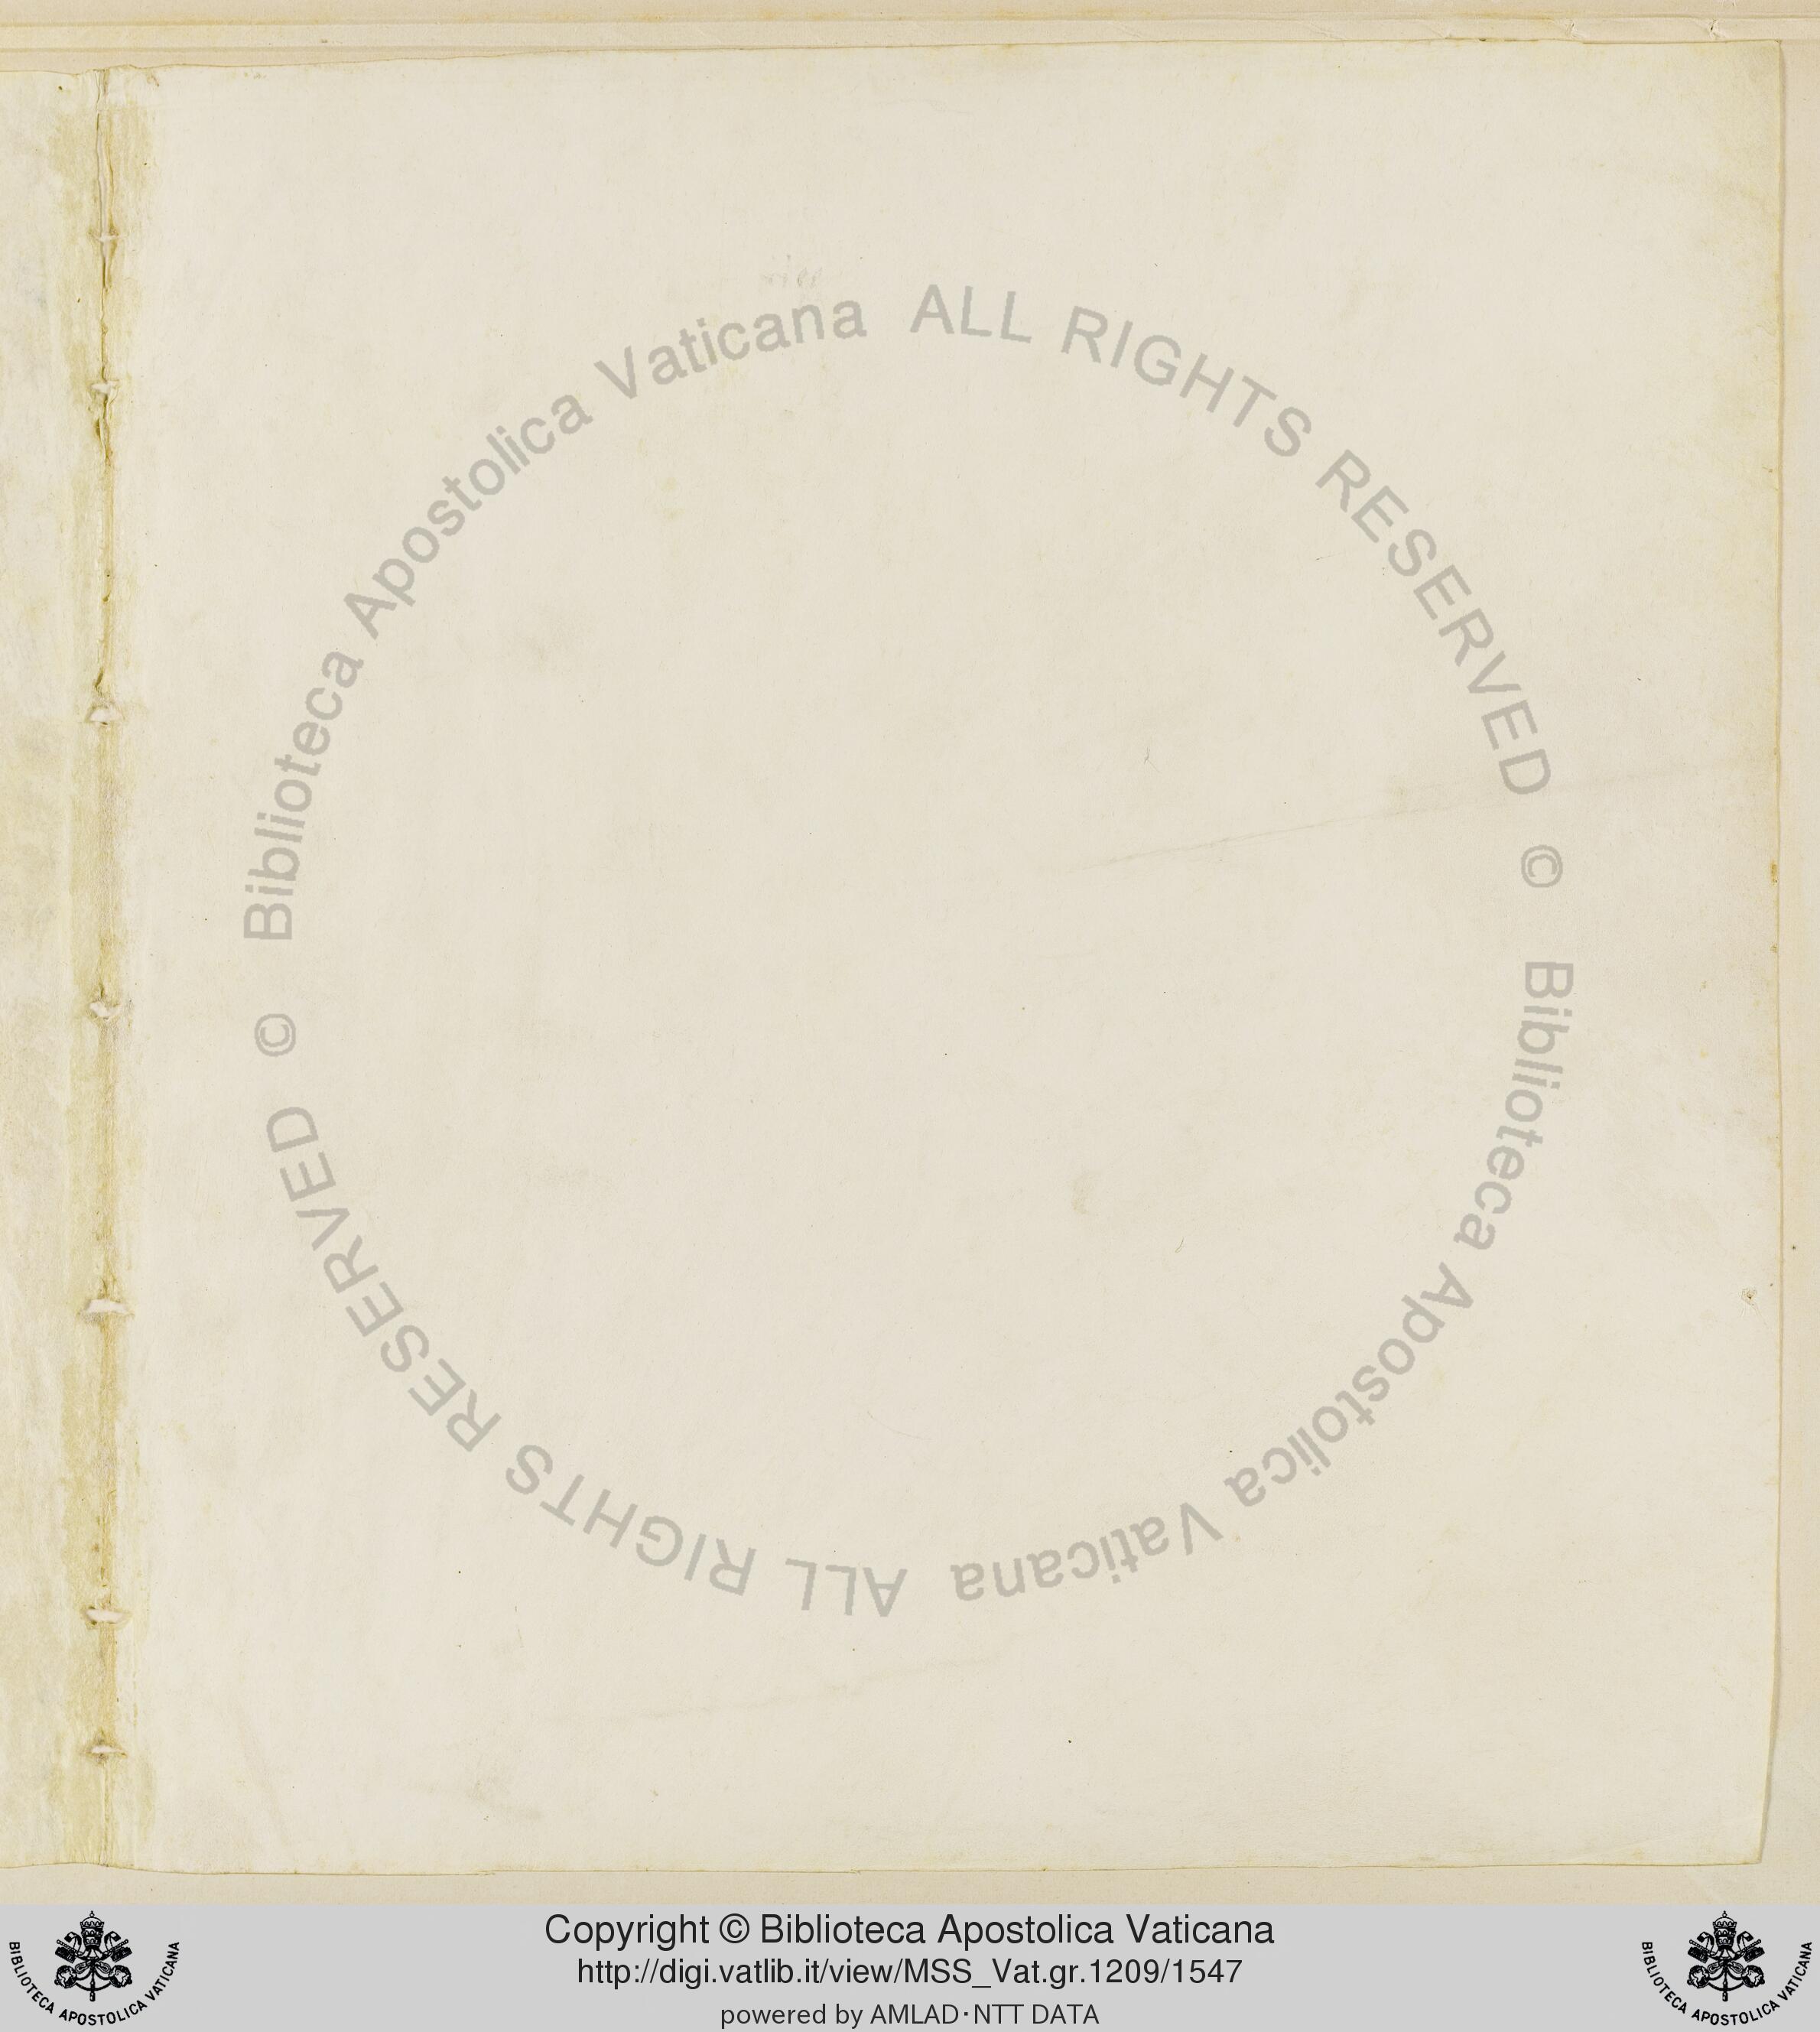 © Biblioteca Apostolica Vaticana ALL RIGHTS RESERVED
© Biblioteca Apostolica Vaticana ALL RIGHTS RESERVED
BIBLIOTECA APOSTOLICA VATICANA
Copyright © Biblioteca Apostolica Vaticana
http://digi.vatlib.it/view/MSS_Vat.gr.1209/1547
powered by AMLAD·NTT DATA
BIBLIOTECA APOSTOLICA VATICANA